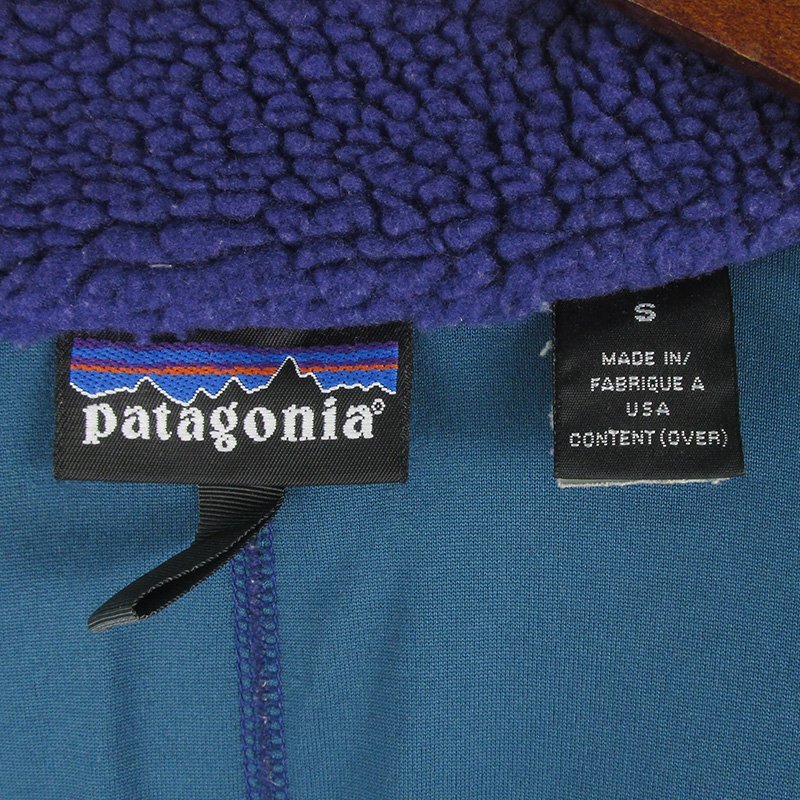 patagonia®
S
MADE IN/
FABRIQUE A
USA
CONTENT (OVER)